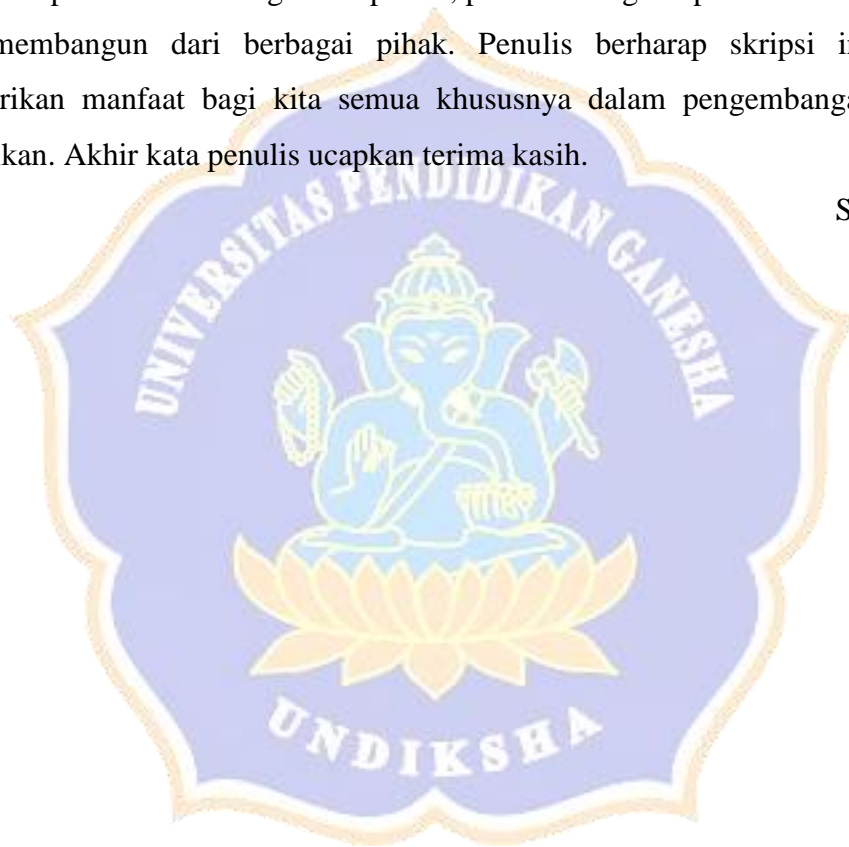 membangun dari berbagai pihak. Penulis berharap skripsi
rikan manfaat bagi kita semua khususnya dalam pengembanga
kan. Akhir kata penulis ucapkan terima kasih.
S
UNIVERSITAS PENDIDIKAN GANESHA
UNDIKSHA